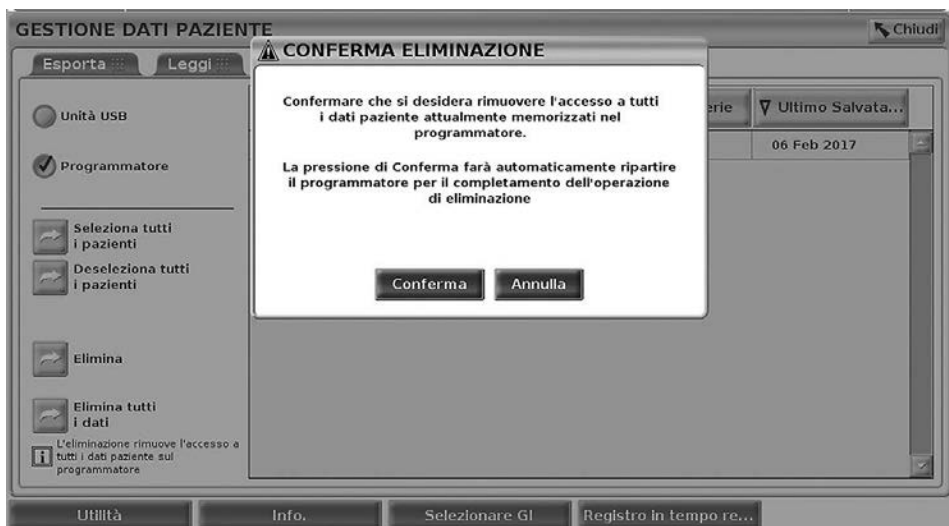 GESTIONE DATI PAZIENTE
Chiudi
Esporta
Leggi
CONFERMA ELIMINAZIONE
Confermare che si desidera rimuovere l'accesso a tutti
i dati paziente attualmente memorizzati nel
programmatore.
La pressione di Conferma farà automaticamente ripartire
il programmatore per il completamento dell'operazione
di eliminazione
Conferma
Annulla
Unità USB
Programmatore
Seleziona tutti
i pazienti
Deseleziona tutti
i pazienti
Elimina
Elimina tutti
i dati
L'eliminazione rimuove l'accesso a
tutti i dati paziente sul
programmatore
erie
Ultimo Salvata...
06 Feb 2017
Utilità
Info.
Selezionare GI
Registro in tempo re...